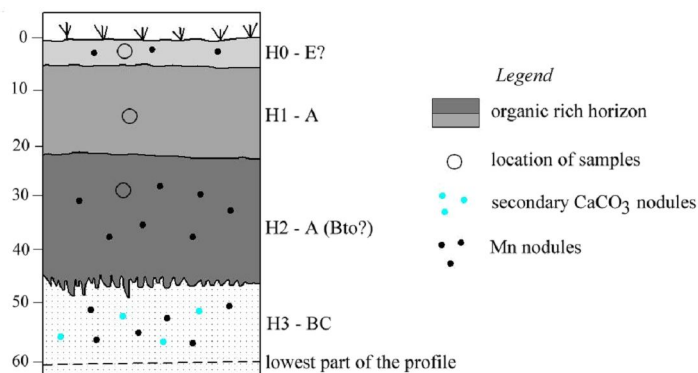 0
10
20
30
40
50
60
H0 - E?
H1 - A
H2 - A (Bto?)
H3 - BC
lowest part of the profile
Legend
organic rich horizon
location of samples
secondary CaCO₃ nodules
Mn nodules